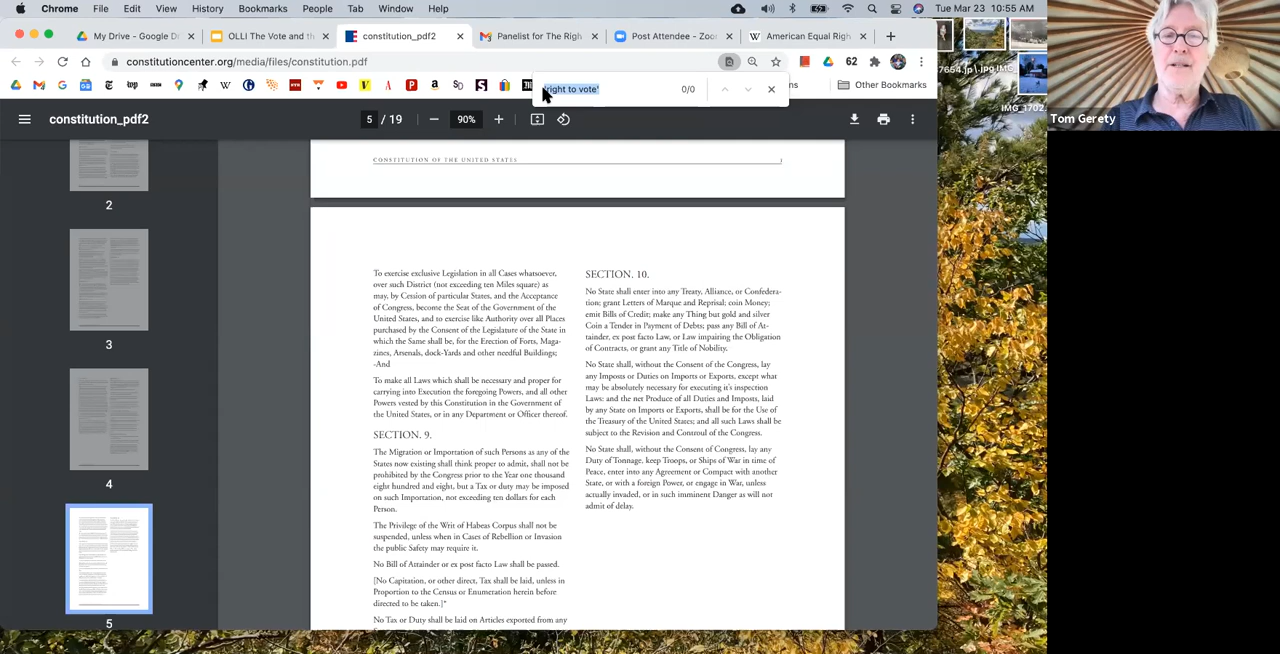 Chrome File Edit View History Bookmarks People Tab Window Help Tue Mar 23 10:55 AM
My Drive - Google Di
OLLI The Vote and th
constitution_pdf2
Panelist for The Righ
Post Attendee - Zoo
American Equal Righ
constitutioncenter.org/media/files/constitution.pdf
62
7654.jp
IMG_1702
Other Bookmarks
'right to vote' 0/0
constitution_pdf2
5 / 19
90%
Tom Gerety
2
3
4
5
CONSTITUTION OF THE UNITED STATES
To exercise exclusive Legislation in all Cases whatsoever,
over such District (not exceeding ten Miles square) as
may, by Cession of particular States, and the Acceptance
of Congress, become the Seat of the Government of the
United States, and to exercise like Authority over all Places
purchased by the Consent of the Legislature of the State in
which the Same shall be, for the Erection of Forts, Maga-
zines, Arsenals, dock-Yards and other needful Buildings;
-And
To make all Laws which shall be necessary and proper for
carrying into Execution the foregoing Powers, and all other
Powers vested by this Constitution in the Government of
the United States, or in any Department or Officer thereof.
SECTION. 9.
The Migration or Importation of such Persons as any of the
States now existing shall think proper to admit, shall not be
prohibited by the Congress prior to the Year one thousand
eight hundred and eight, but a Tax or duty may be imposed
on such Importation, not exceeding ten dollars for each
Person.
The Privilege of the Writ of Habeas Corpus shall not be
suspended, unless when in Cases of Rebellion or Invasion
the public Safety may require it.
No Bill of Attainder or ex post facto Law shall be passed.
[No Capitation, or other direct, Tax shall be laid, unless in
Proportion to the Census or Enumeration herein before
directed to be taken.]*
No Tax or Duty shall be laid on Articles exported from any
SECTION. 10.
No State shall enter into any Treaty, Alliance, or Confedera-
tion; grant Letters of Marque and Reprisal; coin Money;
emit Bills of Credit; make any Thing but gold and silver
Coin a Tender in Payment of Debts; pass any Bill of At-
tainder, ex post facto Law, or Law impairing the Obligation
of Contracts, or grant any Title of Nobility.
No State shall, without the Consent of the Congress, lay
any Imposts or Duties on Imports or Exports, except what
may be absolutely necessary for executing it's inspection
Laws: and the net Produce of all Duties and Imposts, laid
by any State on Imports or Exports, shall be for the Use of
the Treasury of the United States; and all such Laws shall be
subject to the Revision and Controul of the Congress.
No State shall, without the Consent of Congress, lay any
Duty of Tonnage, keep Troops, or Ships of War in time of
Peace, enter into any Agreement or Compact with another
State, or with a foreign Power, or engage in War, unless
actually invaded, or in such imminent Danger as will not
admit of delay.